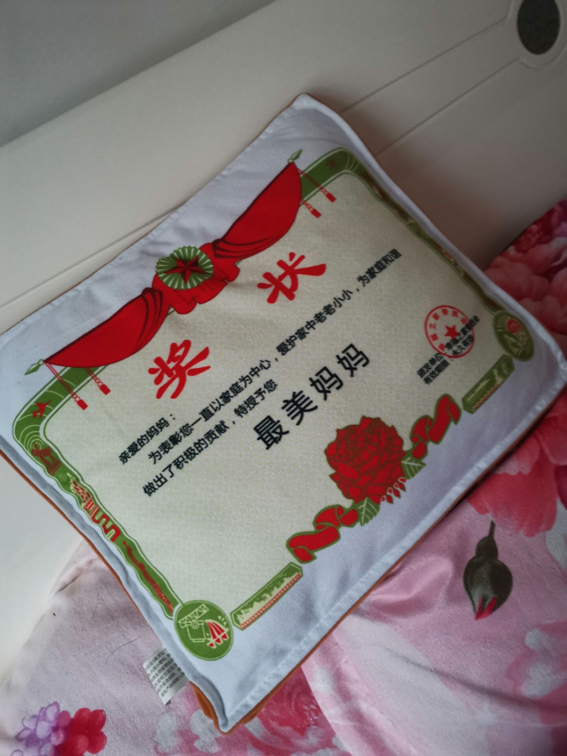 奖 状
亲爱的妈妈：
为表彰您一直以家庭为中心，爱护家中老老小小，为家庭和谐
做出了积极的贡献，特授予您
最美妈妈